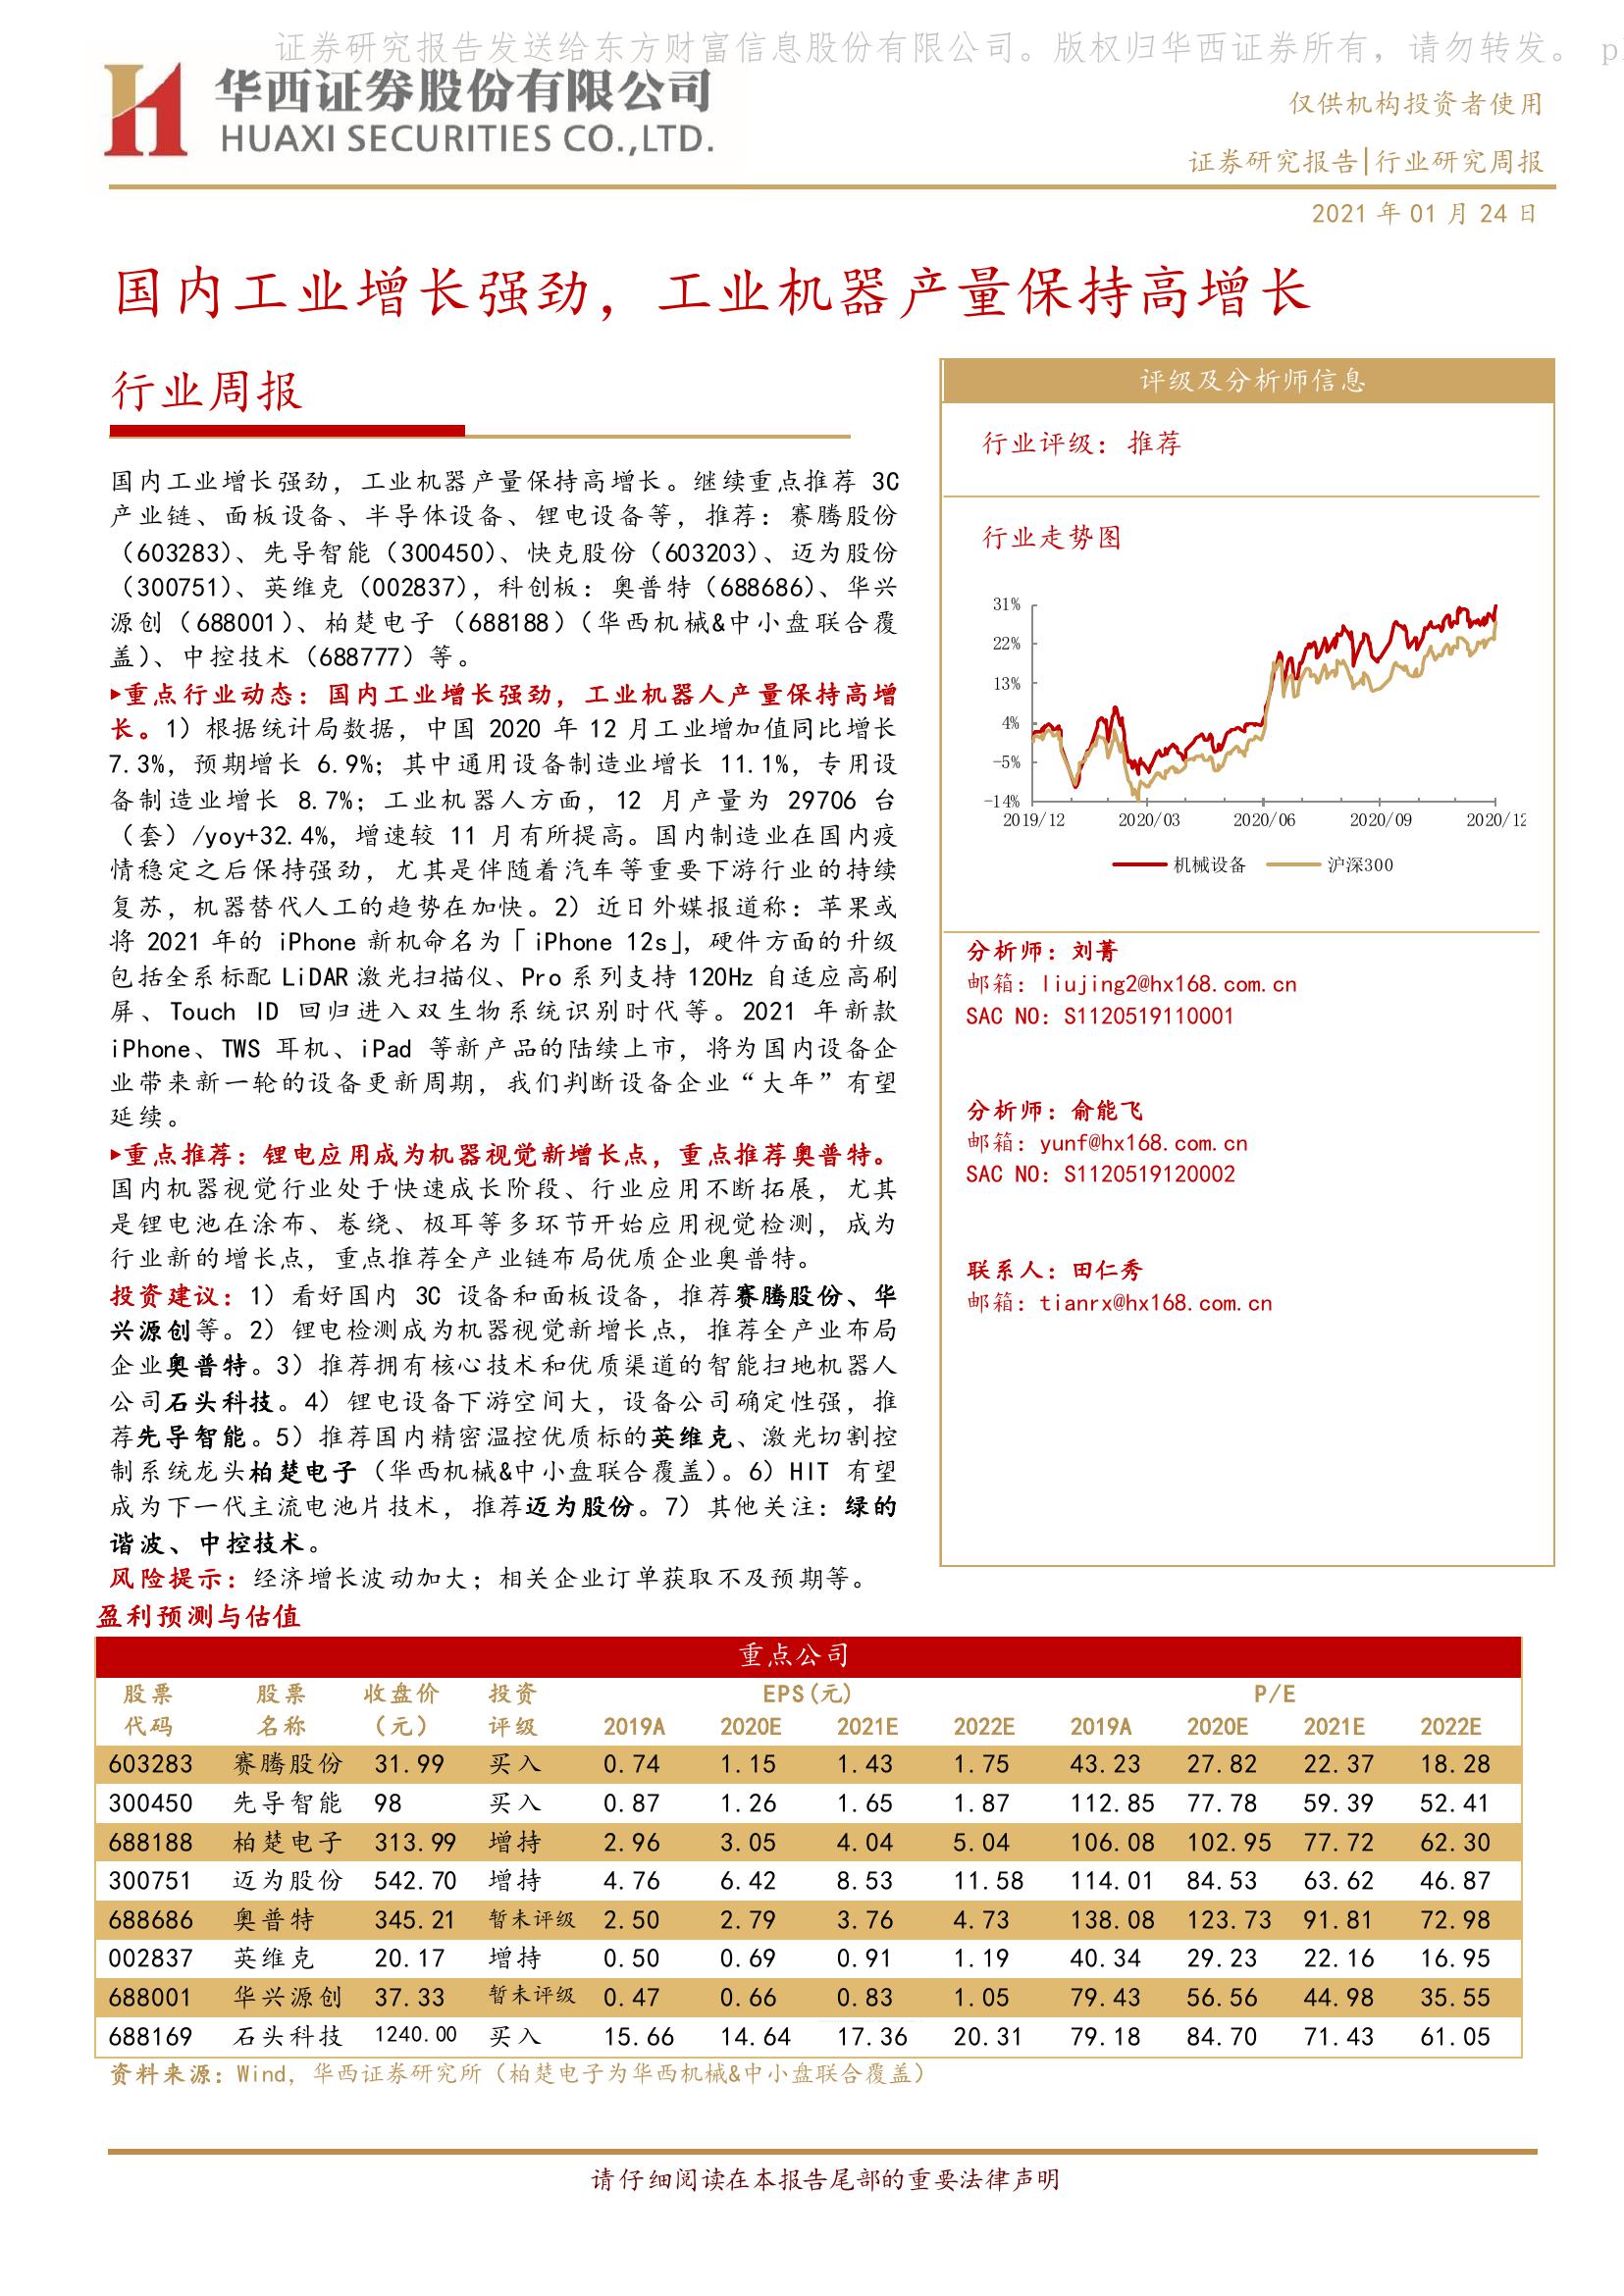 证券研究报告发送给东方财富信息股份有限公司。版权归华西证券所有，请勿转发。 p
华西证券股份有限公司
HUAXI SECURITIES CO.,LTD.
仅供机构投资者使用
证券研究报告|行业研究周报
2021 年 01 月 24 日
国内工业增长强劲，工业机器产量保持高增长
行业周报
国内工业增长强劲，工业机器产量保持高增长。继续重点推荐 3C
产业链、面板设备、半导体设备、锂电设备等，推荐：赛腾股份
（603283）、先导智能（300450）、快克股份（603203）、迈为股份
（300751）、英维克（002837），科创板：奥普特（688686）、华兴
源创（688001）、柏楚电子（688188）（华西机械&中小盘联合覆
盖）、中控技术（688777）等。
▸重点行业动态：国内工业增长强劲，工业机器人产量保持高增
长。1）根据统计局数据，中国 2020 年 12 月工业增加值同比增长
7.3%，预期增长 6.9%；其中通用设备制造业增长 11.1%，专用设
备制造业增长 8.7%；工业机器人方面，12 月产量为 29706 台
（套）/yoy+32.4%，增速较 11 月有所提高。国内制造业在国内疫
情稳定之后保持强劲，尤其是伴随着汽车等重要下游行业的持续
复苏，机器替代人工的趋势在加快。2）近日外媒报道称：苹果或
将 2021 年的 iPhone 新机命名为「iPhone 12s」，硬件方面的升级
包括全系标配 LiDAR 激光扫描仪、Pro 系列支持 120Hz 自适应高刷
屏、Touch ID 回归进入双生物系统识别时代等。2021 年新款
iPhone、TWS 耳机、iPad 等新产品的陆续上市，将为国内设备企
业带来新一轮的设备更新周期，我们判断设备企业“大年”有望
延续。
▸重点推荐：锂电应用成为机器视觉新增长点，重点推荐奥普特。
国内机器视觉行业处于快速成长阶段、行业应用不断拓展，尤其
是锂电池在涂布、卷绕、极耳等多环节开始应用视觉检测，成为
行业新的增长点，重点推荐全产业链布局优质企业奥普特。
投资建议：1）看好国内 3C 设备和面板设备，推荐赛腾股份、华
兴源创等。2）锂电检测成为机器视觉新增长点，推荐全产业布局
企业奥普特。3）推荐拥有核心技术和优质渠道的智能扫地机器人
公司石头科技。4）锂电设备下游空间大，设备公司确定性强，推
荐先导智能。5）推荐国内精密温控优质标的英维克、激光切割控
制系统龙头柏楚电子（华西机械&中小盘联合覆盖）。6）HIT 有望
成为下一代主流电池片技术，推荐迈为股份。7）其他关注：绿的
谐波、中控技术。
风险提示：经济增长波动加大；相关企业订单获取不及预期等。
评级及分析师信息
行业评级：推荐
行业走势图
31%
22%
13%
4%
-5%
-14%
2019/12 2020/03 2020/06 2020/09 2020/12
机械设备 沪深300
分析师：刘菁
邮箱：liujing2@hx168.com.cn
SAC NO：S1120519110001
分析师：俞能飞
邮箱：yunf@hx168.com.cn
SAC NO：S1120519120002
联系人：田仁秀
邮箱：tianrx@hx168.com.cn
盈利预测与估值
重点公司
股票 股票 收盘价 投资 EPS(元) P/E
代码 名称 （元） 评级 2019A 2020E 2021E 2022E 2019A 2020E 2021E 2022E
603283 赛腾股份 31.99 买入 0.74 1.15 1.43 1.75 43.23 27.82 22.37 18.28
300450 先导智能 98 买入 0.87 1.26 1.65 1.87 112.85 77.78 59.39 52.41
688188 柏楚电子 313.99 增持 2.96 3.05 4.04 5.04 106.08 102.95 77.72 62.30
300751 迈为股份 542.70 增持 4.76 6.42 8.53 11.58 114.01 84.53 63.62 46.87
688686 奥普特 345.21 暂未评级 2.50 2.79 3.76 4.73 138.08 123.73 91.81 72.98
002837 英维克 20.17 增持 0.50 0.69 0.91 1.19 40.34 29.23 22.16 16.95
688001 华兴源创 37.33 暂未评级 0.47 0.66 0.83 1.05 79.43 56.56 44.98 35.55
688169 石头科技 1240.00 买入 15.66 14.64 17.36 20.31 79.18 84.70 71.43 61.05
资料来源：Wind，华西证券研究所（柏楚电子为华西机械&中小盘联合覆盖）
请仔细阅读在本报告尾部的重要法律声明